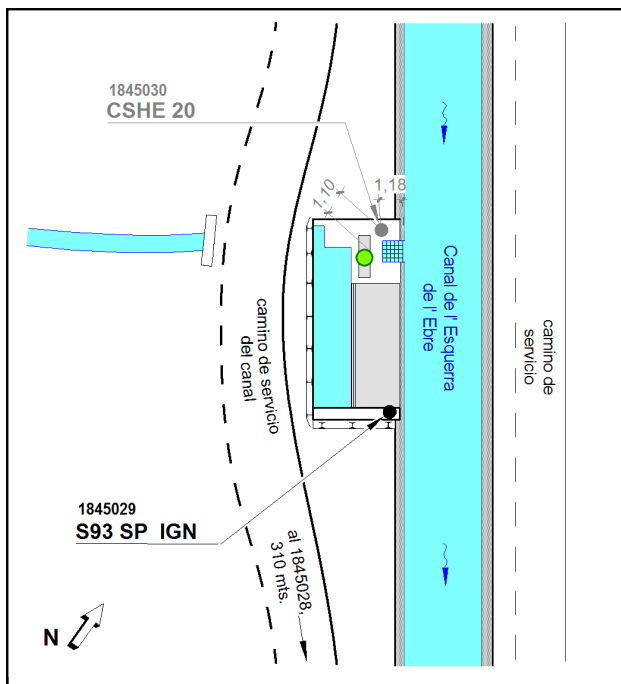 1845030
CSHE 20
1,10
1,18
Canal de l' Esquerra
de l' Ebre
camino de
servicio
camino de servicio
del canal
1845029
S93 SP IGN
al 1845028,
310 mts.
N